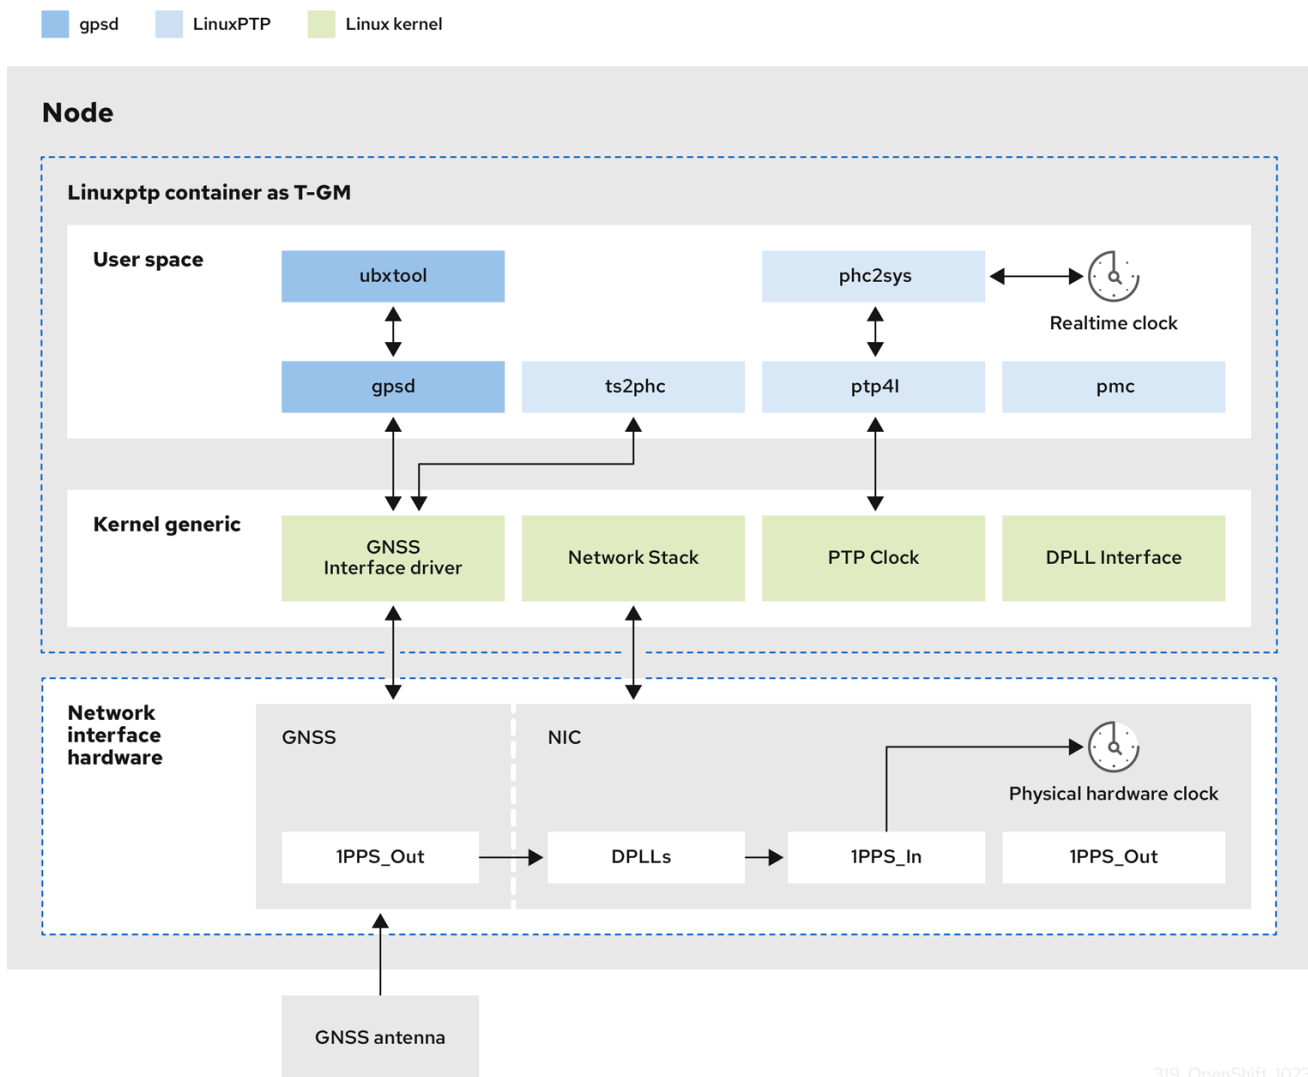 gpsd
LinuxPTP
Linux kernel
Node
Linuxptp container as T-GM
User space
ubxtool
phc2sys
Realtime clock
gpsd
ts2phc
ptp4l
pmc
Kernel generic
GNSS
Interface driver
Network Stack
PTP Clock
DPLL Interface
Network
interface
hardware
GNSS
NIC
Physical hardware clock
1PPS_Out
DPLLs
1PPS_In
1PPS_Out
GNSS antenna
319_OpenShift_1023